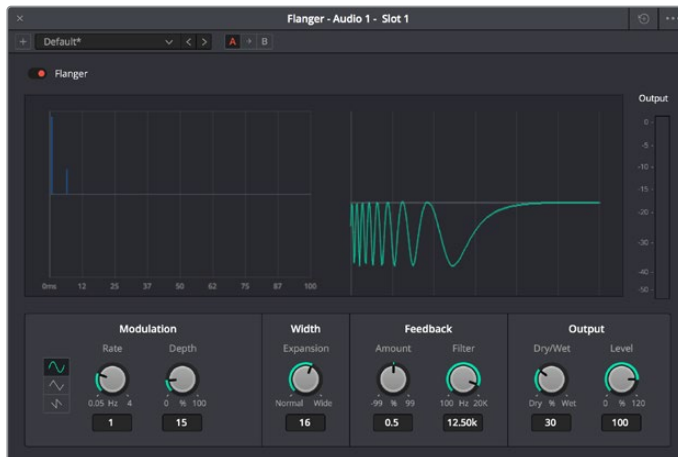 Flanger - Audio 1 - Slot 1
Default*
A B
Flanger
Output
0
-5
-10
-15
-20
-30
-40
-50
0ms 12 25 37 50 62 75 87 100
Modulation Width Feedback Output
Rate Depth Expansion Amount Filter Dry/Wet Level
0.05 Hz 4 0 % 100 Normal Wide -99 % 99 100 Hz 20K Dry % Wet 0 % 120
1 15 16 0.5 12.50k 30 100